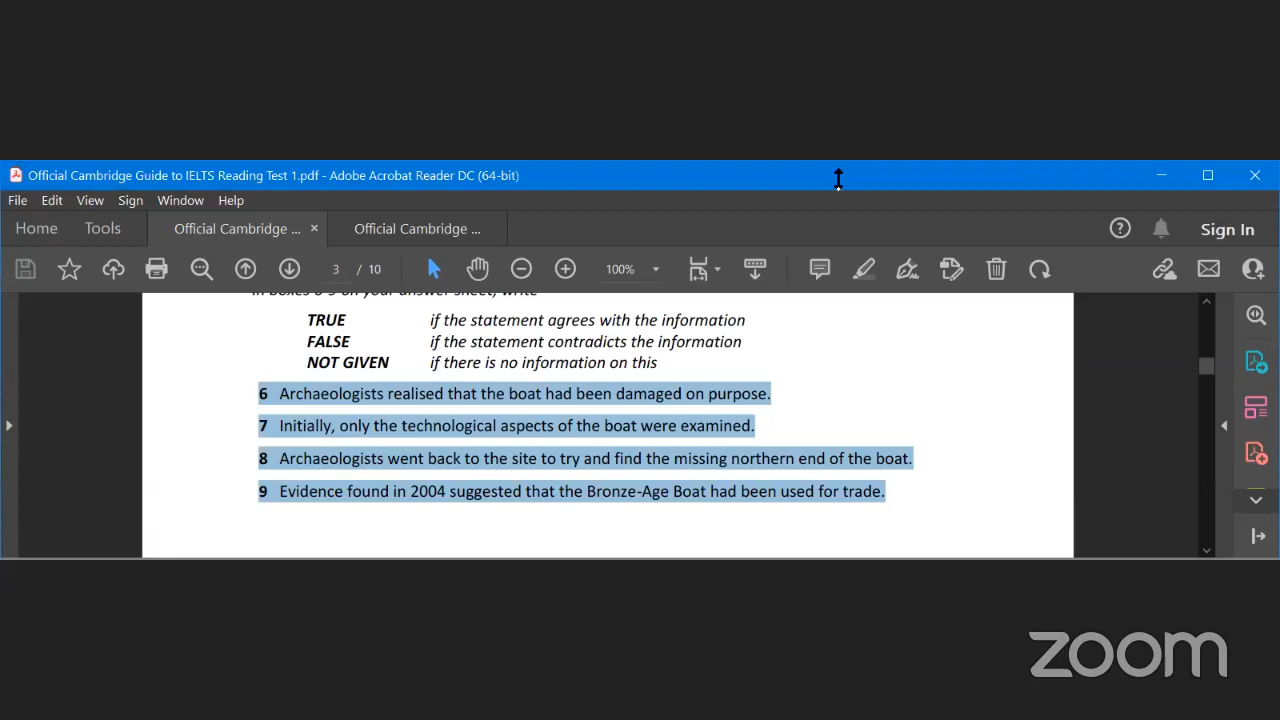 Official Cambridge Guide to IELTS Reading Test 1.pdf - Adobe Acrobat Reader DC (64-bit)
File Edit View Sign Window Help
Home Tools Official Cambridge ... × Official Cambridge ... Sign In
3 / 10 100%
TRUE if the statement agrees with the information
FALSE if the statement contradicts the information
NOT GIVEN if there is no information on this
6 Archaeologists realised that the boat had been damaged on purpose.
7 Initially, only the technological aspects of the boat were examined.
8 Archaeologists went back to the site to try and find the missing northern end of the boat.
9 Evidence found in 2004 suggested that the Bronze-Age Boat had been used for trade.
zoom